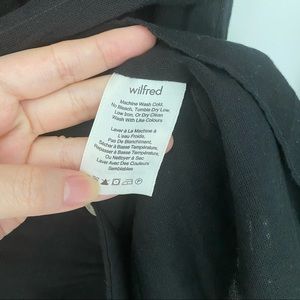 wilfred
Machine Wash Cold,
No Bleach, Tumble Dry Low,
Low Iron, Or Dry Clean
Wash With Like Colours
Laver À La Machine À
L'eau Froide,
Pas De Blanchiment,
Sécher À Basse Température,
Repasser À Basse Température
Ou Nettoyer À Sec
Laver Avec Des Couleurs
Semblables